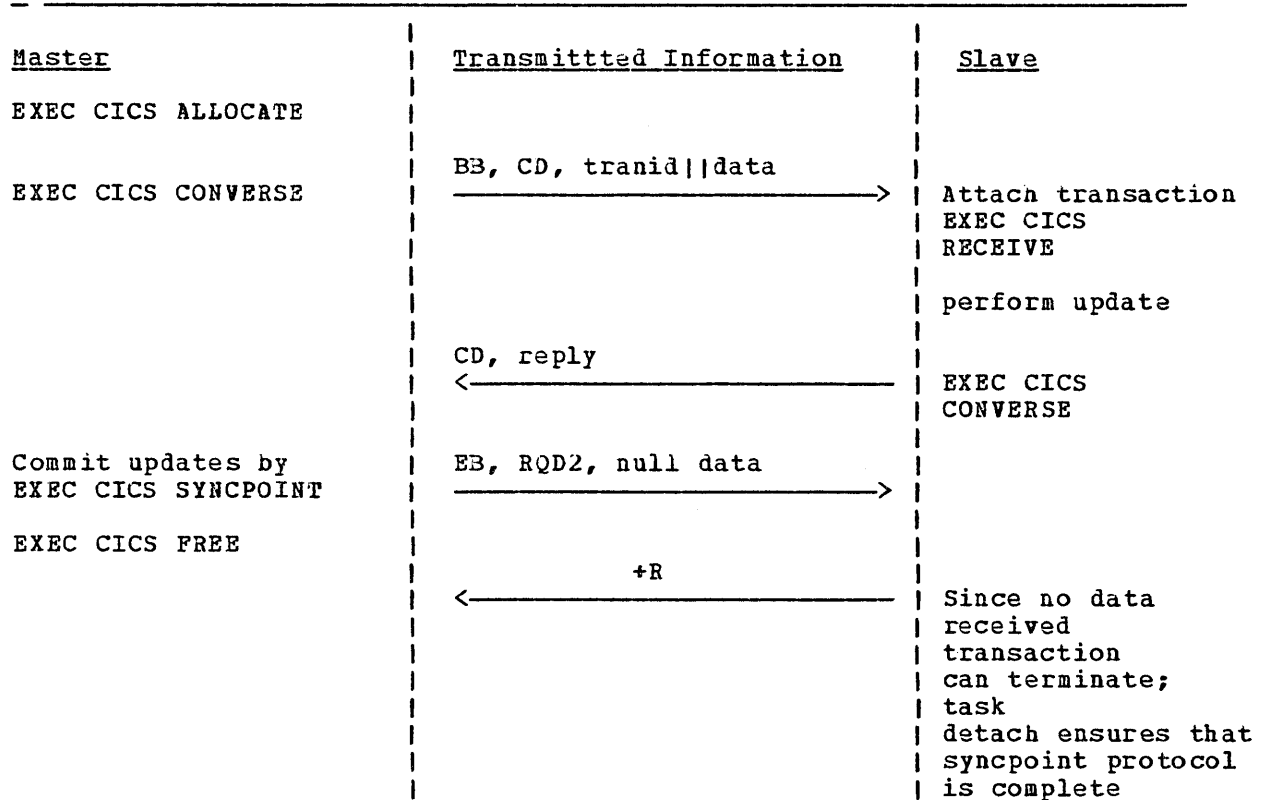 Master Transmittted Information Slave
EXEC CICS ALLOCATE
BB, CD, tranid||data
EXEC CICS CONVERSE Attach transaction
EXEC CICS
RECEIVE
perform update
CD, reply
EXEC CICS
CONVERSE
Commit updates by EB, RQD2, null data
EXEC CICS SYNCPOINT
EXEC CICS FREE
+R
Since no data
received
transaction
can terminate;
task
detach ensures that
syncpoint protocol
is complete